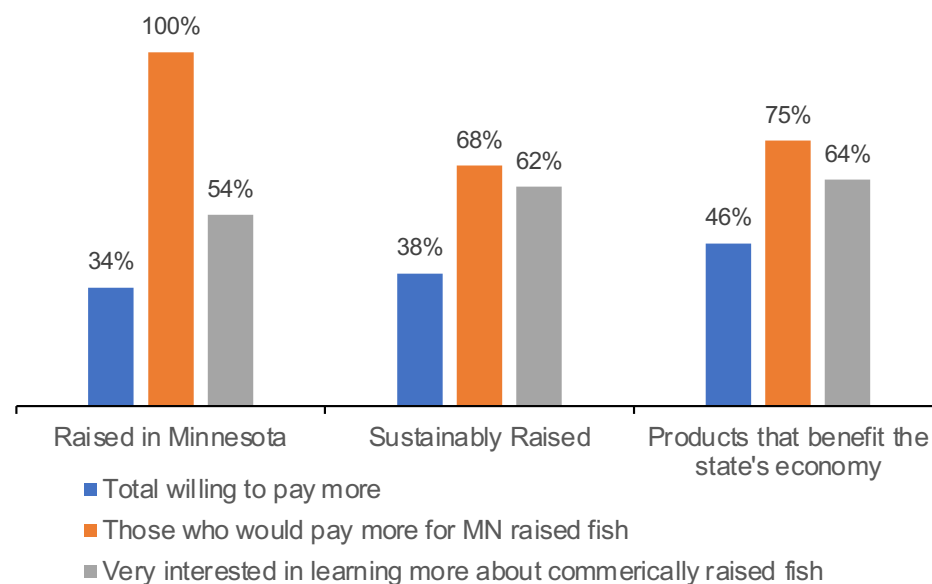 100%
75%
68%
62%
64%
54%
46%
38%
34%
Raised in Minnesota
Sustainably Raised
Products that benefit the
state's economy
Total willing to pay more
Those who would pay more for MN raised fish
Very interested in learning more about commerically raised fish